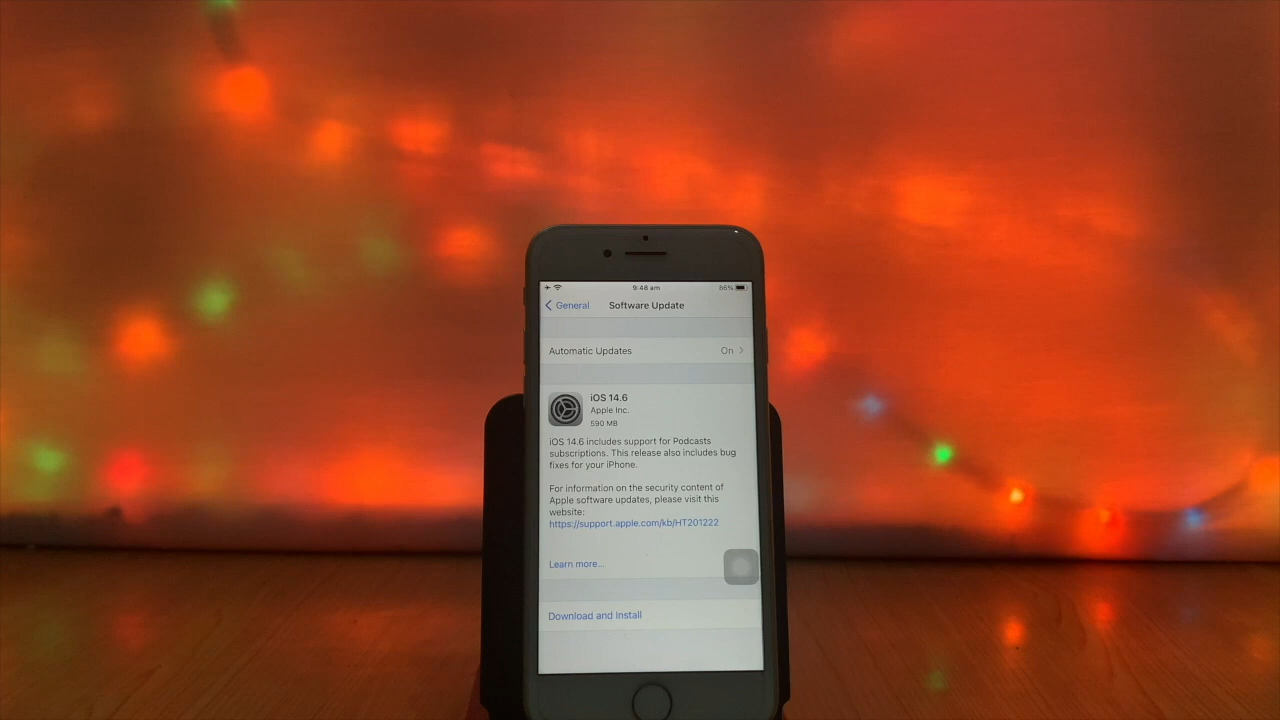 9:48 am
86%
General
Software Update
Automatic Updates
On
iOS 14.6
Apple Inc.
590 MB
iOS 14.6 includes support for Podcasts
subscriptions. This release also includes bug
fixes for your iPhone.
For information on the security content of
Apple software updates, please visit this
website:
https://support.apple.com/kb/HT201222
Learn more...
Download and Install